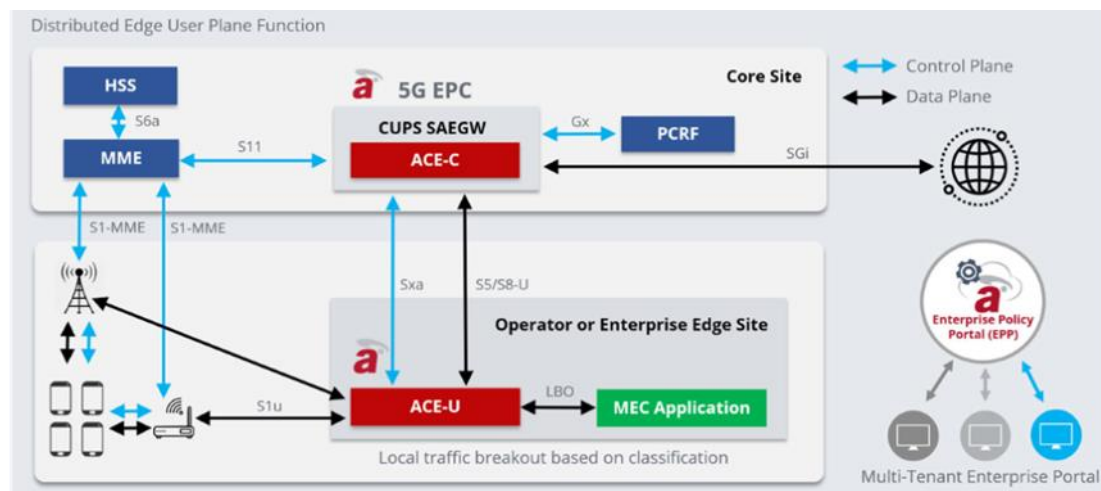 Distributed Edge User Plane Function
HSS
S6a
MME
S11
a
5G EPC
CUPS SAEGW
ACE-C
Gx
PCRF
Core Site
SGi
Control Plane
Data Plane
S1-MME
S1-MME
Sxa
S5/S8-U
Operator or Enterprise Edge Site
a
ACE-U
LBO
MEC Application
S1u
Local traffic breakout based on classification
a
Enterprise Policy
Portal (EPP)
Multi-Tenant Enterprise Portal